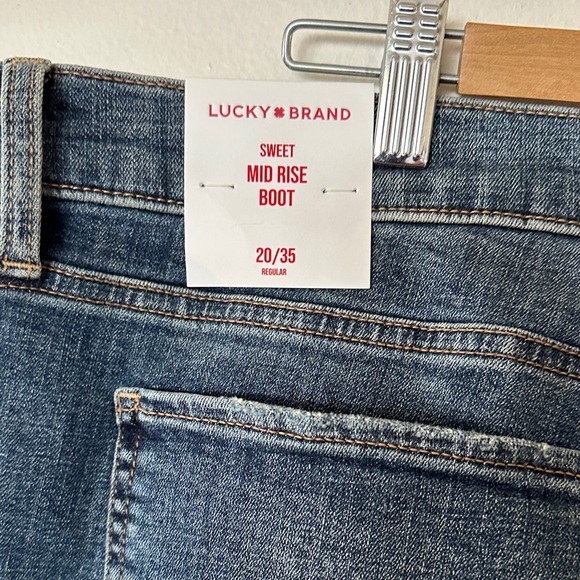 LUCKY BRAND
SWEET
MID RISE
BOOT
20/35
REGULAR